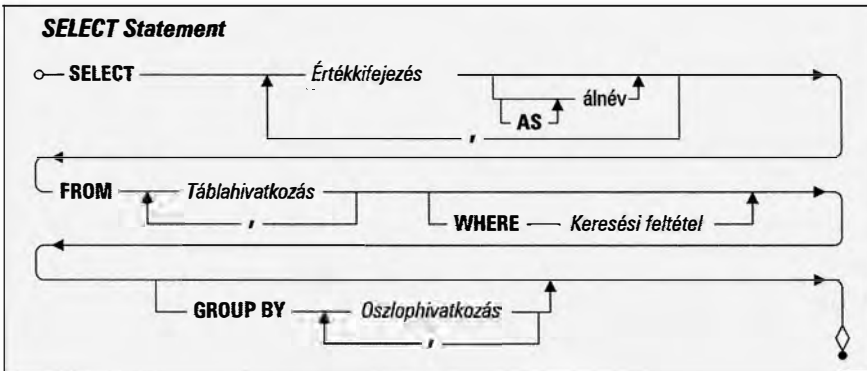 SELECT Statement
SELECT Értékkifejezés álnév
AS
,
FROM Táblahivatkozás
,
WHERE Keresési feltétel
GROUP BY Oszlophivatkozás
,